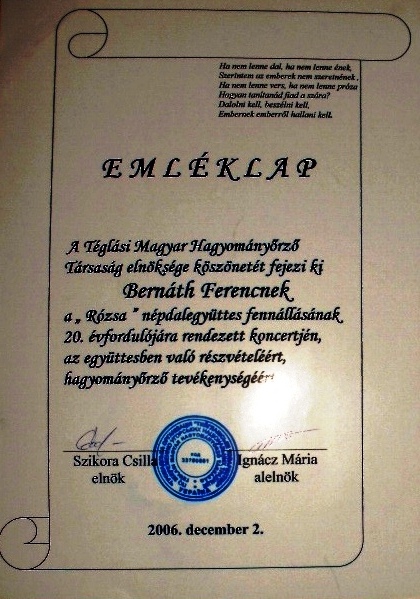 Ha nem lenne dal, ha nem lenne ének,
Szerintem az emberek nem szeretnének,
Ha nem lenne vers, ha nem lenne próza
Hogyan tanítanád fiad a szóra?
Dalolni kell, beszélni kell,
Embernek emberről hallani kell.
EMLÉKLAP
A Téglási Magyar Hagyományőrző
Társaság elnöksége köszönetét fejezi ki
Bernáth Ferencnek
a „ Rózsa ” népdalegyüttes fennállásának
20. évfordulójára rendezett koncertjén,
az együttesben való részvételéért,
hagyományőrző tevékenységéért
Szikora Csilla Ignácz Mária
elnök alelnök
2006. december 2.